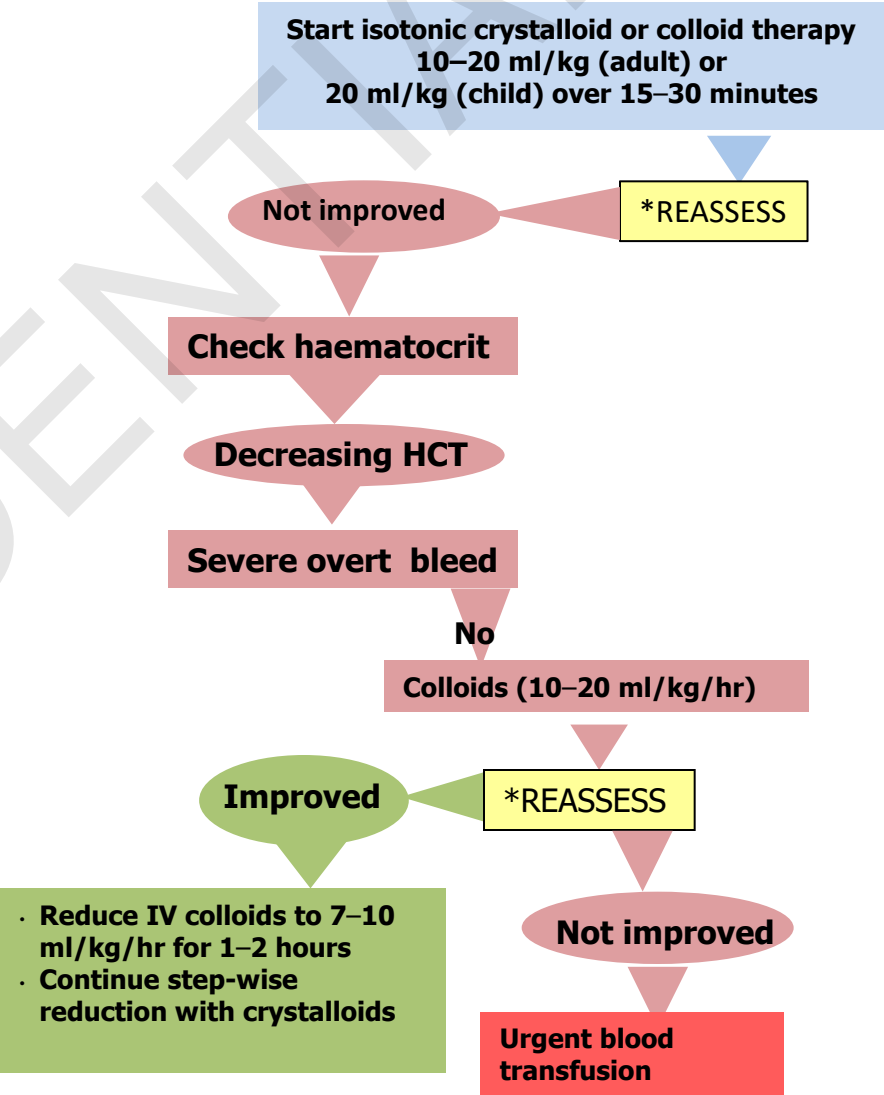 Start isotonic crystalloid or colloid therapy
10–20 ml/kg (adult) or
20 ml/kg (child) over 15–30 minutes
*REASSESS
Not improved
Check haematocrit
Decreasing HCT
Severe overt bleed
No
Colloids (10–20 ml/kg/hr)
*REASSESS
Improved
· Reduce IV colloids to 7–10
ml/kg/hr for 1–2 hours
· Continue step-wise
reduction with crystalloids
Not improved
Urgent blood
transfusion